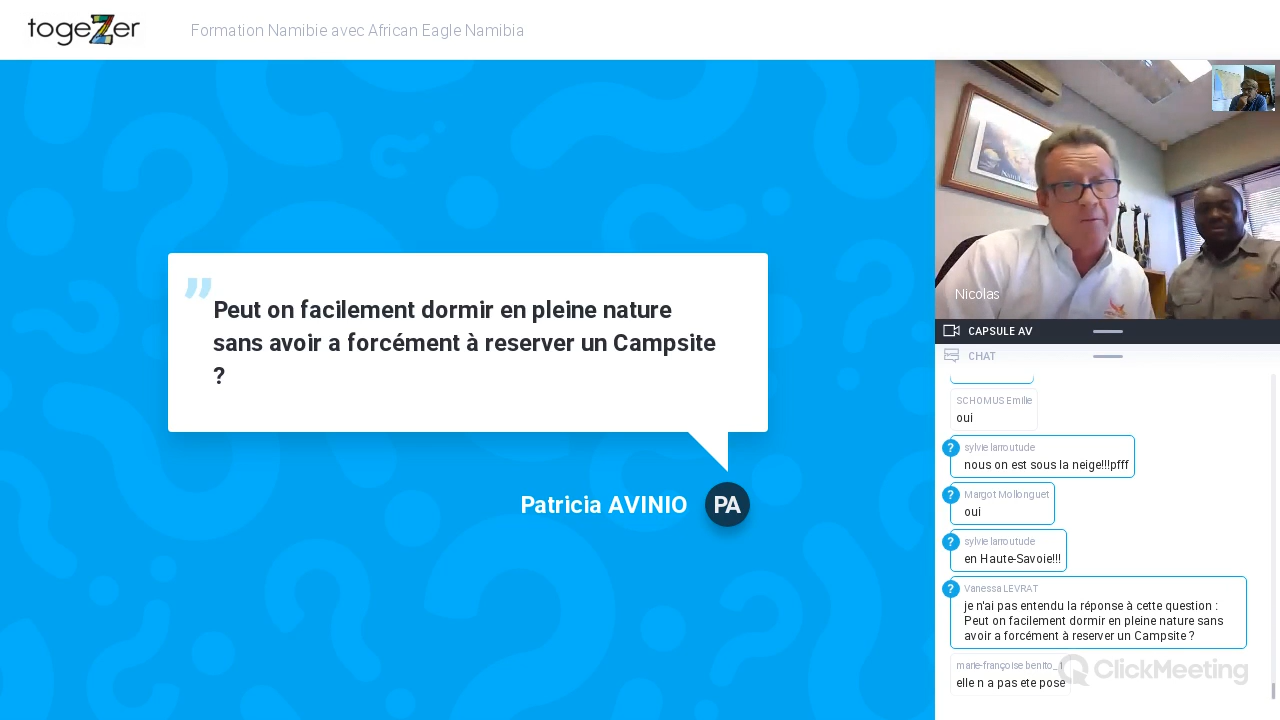 togeZer
Formation Namibie avec African Eagle Namibia
”
Peut on facilement dormir en pleine nature
sans avoir a forcément à reserver un Campsite
?
Patricia AVINIO
PA
Nicolas
CAPSULE AV
CHAT
SCHOMUS Emilie
oui
?
sylvie larroutude
nous on est sous la neige!!!pfff
?
Margot Mollonguet
oui
?
sylvie larroutude
en Haute-Savoie!!!
?
Vanessa LEVRAT
je n'ai pas entendu la réponse à cette question :
Peut on facilement dormir en pleine nature sans
avoir a forcément à reserver un Campsite ?
marie-françoise benito_1
elle n a pas ete pose
ClickMeeting